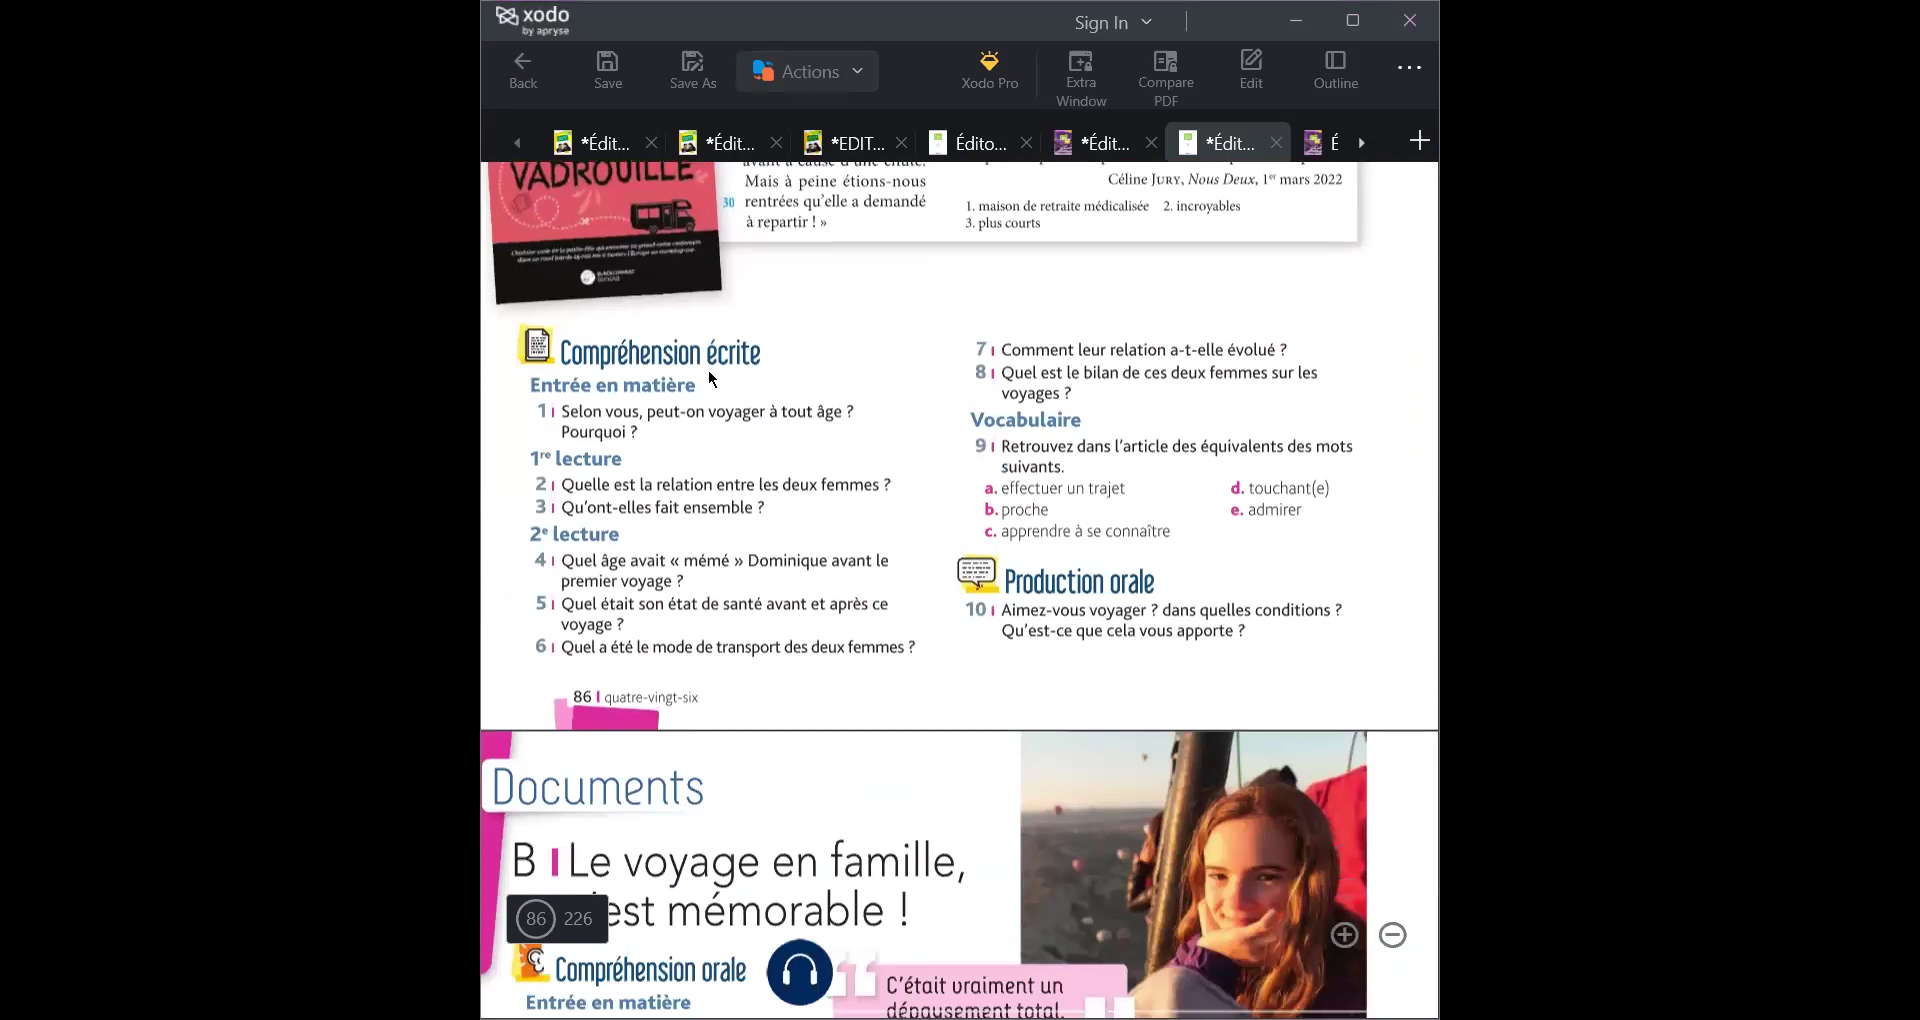 xodo
by apryse
Sign In
Back
Save
Save As
Actions
Xodo Pro
Extra
Window
Compare
PDF
Edit
Outline
*Édit...
*Édit...
*EDIT...
Édito...
*Édit...
*Édit...
É
VADROUILLE
avant à cause d'une chute.
Mais à peine étions-nous
30 rentrées qu'elle a demandé
à repartir ! »
Céline JURY, Nous Deux, 1er mars 2022
1. maison de retraite médicalisée 2. incroyables
3. plus courts
Compréhension écrite
Entrée en matière
1 Selon vous, peut-on voyager à tout âge ?
Pourquoi ?
1re lecture
2 Quelle est la relation entre les deux femmes ?
3 Qu'ont-elles fait ensemble ?
2e lecture
4 Quel âge avait « mémé » Dominique avant le
premier voyage ?
5 Quel était son état de santé avant et après ce
voyage ?
6 Quel a été le mode de transport des deux femmes ?
7 Comment leur relation a-t-elle évolué ?
8 Quel est le bilan de ces deux femmes sur les
voyages ?
Vocabulaire
9 Retrouvez dans l'article des équivalents des mots
suivants.
a. effectuer un trajet
b. proche
c. apprendre à se connaître
d. touchant(e)
e. admirer
Production orale
10 Aimez-vous voyager ? dans quelles conditions ?
Qu'est-ce que cela vous apporte ?
86 quatre-vingt-six
Documents
B Le voyage en famille,
est mémorable !
86 226
Compréhension orale
Entrée en matière
C'était vraiment un
dépaysement total.